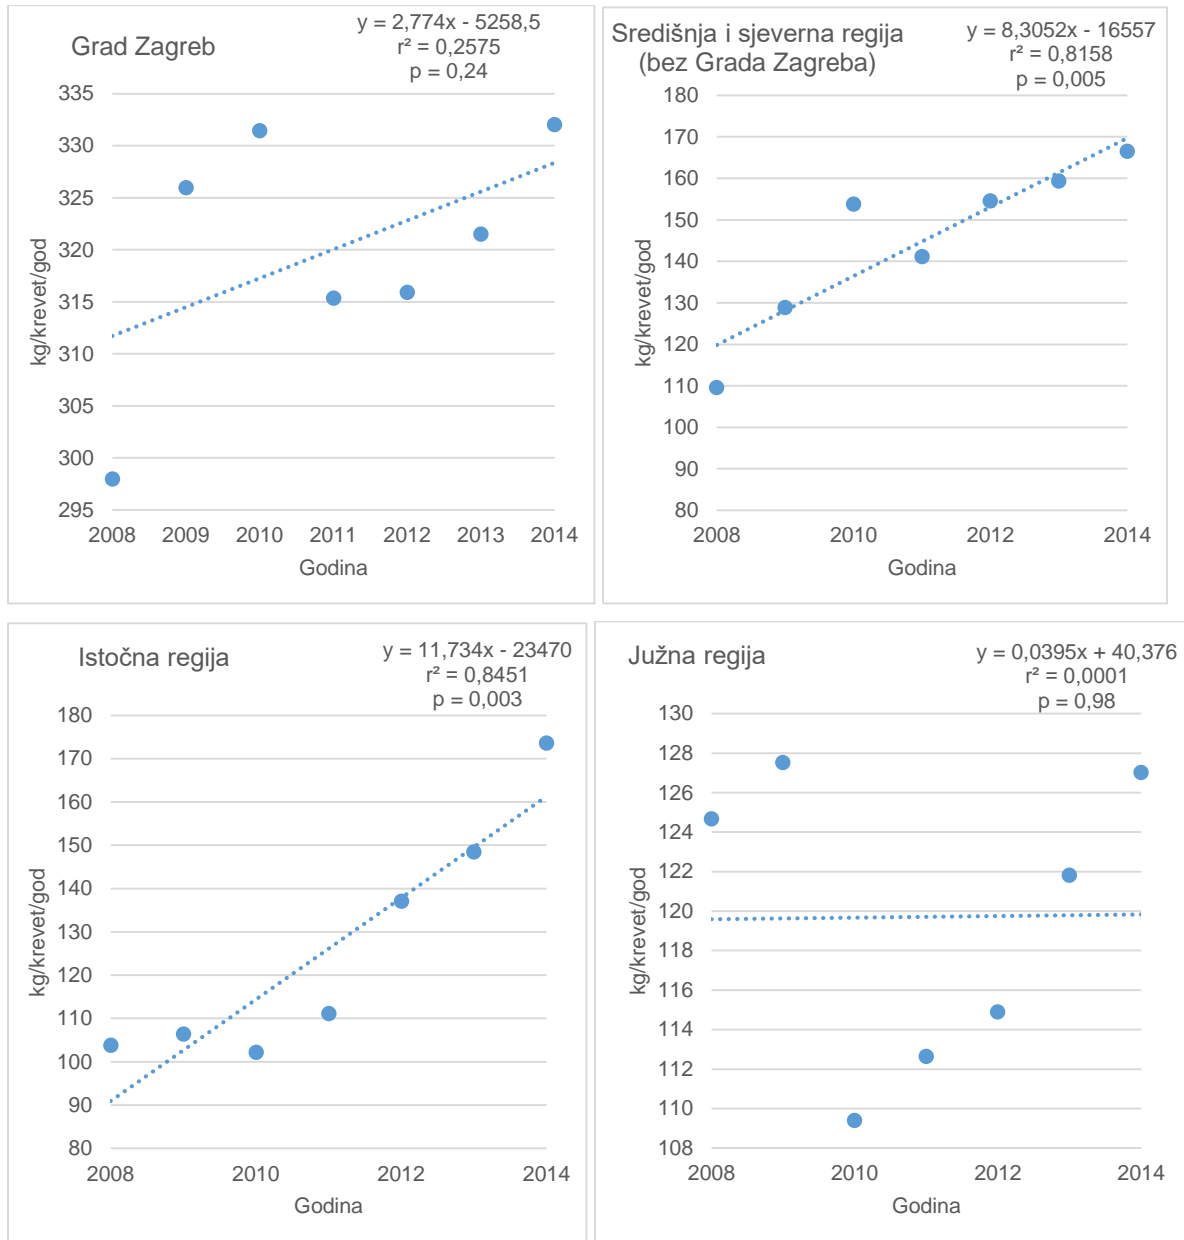 Grad Zagreb
y = 2,774x - 5258,5
r² = 0,2575
p = 0,24
335
330
325
320
315
310
305
300
295
kg/krevet/god
2008 2009 2010 2011 2012 2013 2014
Godina
Središnja i sjeverna regija
(bez Grada Zagreba)
y = 8,3052x - 16557
r² = 0,8158
p = 0,005
180
170
160
150
140
130
120
110
100
90
80
kg/krevet/god
2008 2010 2012 2014
Godina
Istočna regija
y = 11,734x - 23470
r² = 0,8451
p = 0,003
180
170
160
150
140
130
120
110
100
90
80
kg/krevet/god
2008 2010 2012 2014
Godina
Južna regija
y = 0,0395x + 40,376
r² = 0,0001
p = 0,98
130
128
126
124
122
120
118
116
114
112
110
108
kg/krevet/god
2008 2010 2012 2014
Godina